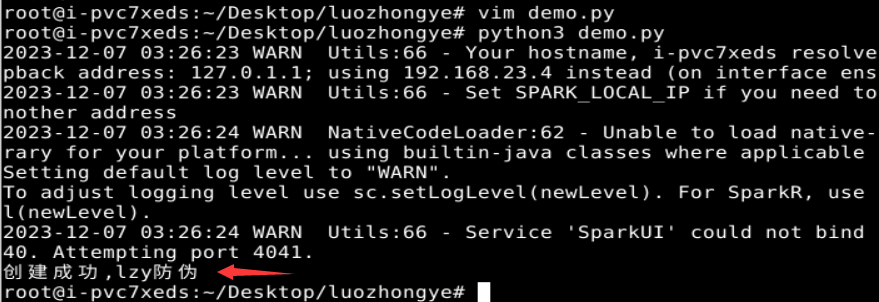 root@i-pvc7xeds:~/Desktop/luozhongye# vim demo.py
root@i-pvc7xeds:~/Desktop/luozhongye# python3 demo.py
2023-12-07 03:26:23 WARN  Utils:66 - Your hostname, i-pvc7xeds resolve
pback address: 127.0.1.1; using 192.168.23.4 instead (on interface ens
2023-12-07 03:26:23 WARN  Utils:66 - Set SPARK_LOCAL_IP if you need to
nother address
2023-12-07 03:26:24 WARN  NativeCodeLoader:62 - Unable to load native-
rary for your platform... using builtin-java classes where applicable
Setting default log level to "WARN".
To adjust logging level use sc.setLogLevel(newLevel). For SparkR, use
l(newLevel).
2023-12-07 03:26:24 WARN  Utils:66 - Service 'SparkUI' could not bind
40. Attempting port 4041.
创建成功,lzy防伪
root@i-pvc7xeds:~/Desktop/luozhongye#